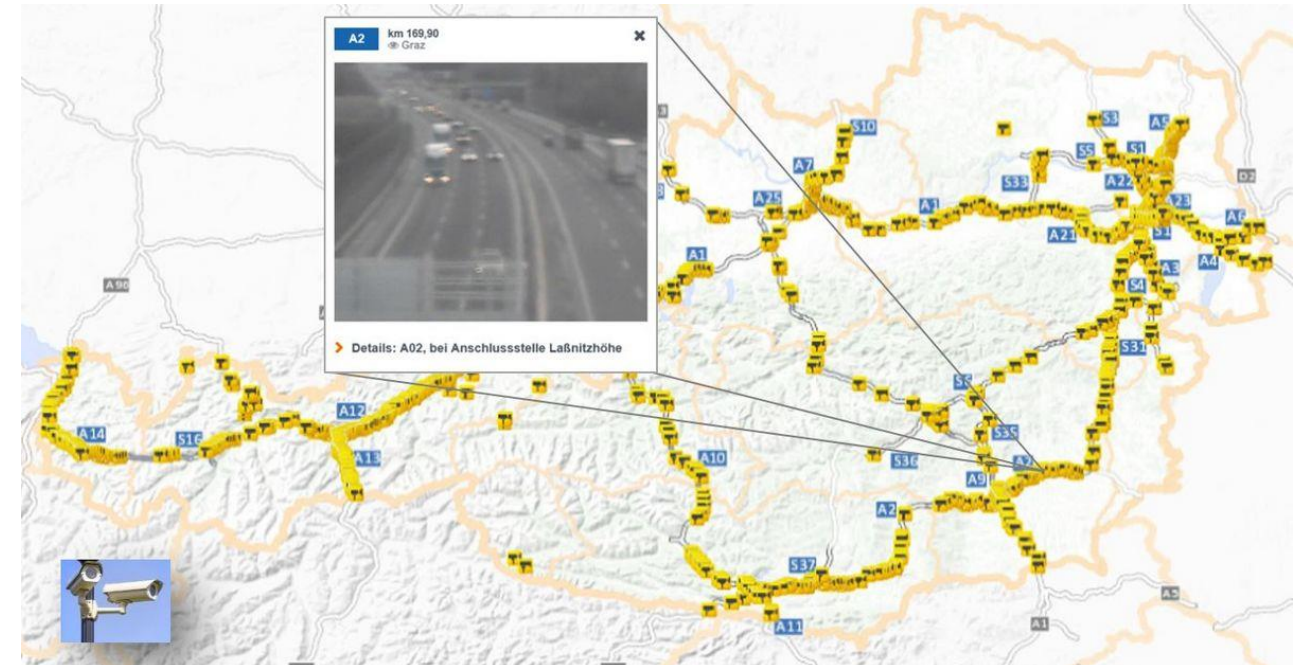 A2
km 169,90
Graz
Details: A02, bei Anschlussstelle Laßnitzhöhe
S10
S3
A5
A7
S5
S1
S33
A22
D2
A25
A1
A23
A6
A21
S1
A1
A4
A3
A96
S4
S31
A12
S6
A14
S16
S35
A13
A10
S36
A2
A9
A2
S37
A5
A11
A1